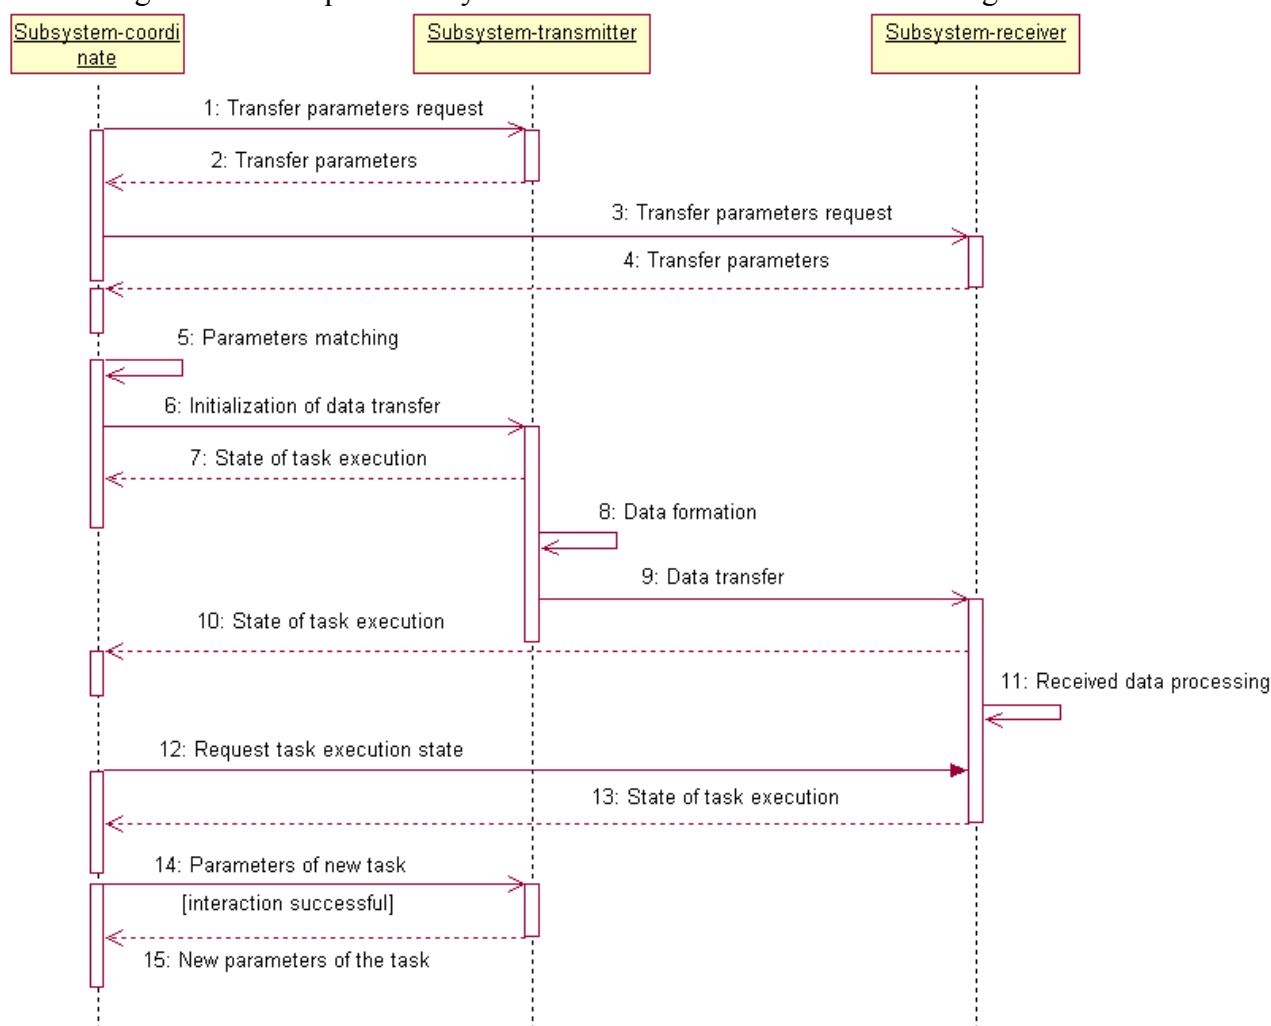 Subsystem-coordi
nate
Subsystem-transmitter
Subsystem-receiver
1: Transfer parameters request
2: Transfer parameters
3: Transfer parameters request
4: Transfer parameters
5: Parameters matching
6: Initialization of data transfer
7: State of task execution
8: Data formation
9: Data transfer
10: State of task execution
11: Received data processing
12: Request task execution state
13: State of task execution
14: Parameters of new task
[interaction successful]
15: New parameters of the task